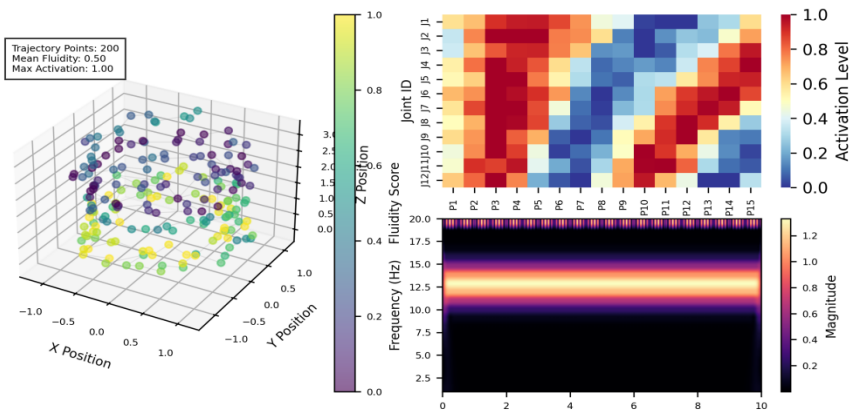 Trajectory Points: 200
Mean Fluidity: 0.50
Max Activation: 1.00
3.0
2.5
2.0
1.5
1.0
0.5
0.0
Z Position
−1.0
−0.5
0.0
0.5
1.0
X Position
−1.0
−0.5
0.0
0.5
1.0
Y Position
1.0
0.8
0.6
0.4
0.2
0.0
Fluidity Score
J1
J2
J3
J4
J5
J6
J7
J8
J9
J10
J11
J12
Joint ID
P1
P2
P3
P4
P5
P6
P7
P8
P9
P10
P11
P12
P13
P14
P15
1.0
0.8
0.6
0.4
0.2
0.0
Activation Level
20.0
17.5
15.0
12.5
10.0
7.5
5.0
2.5
Frequency (Hz)
0
2
4
6
8
10
1.2
1.0
0.8
0.6
0.4
0.2
Magnitude